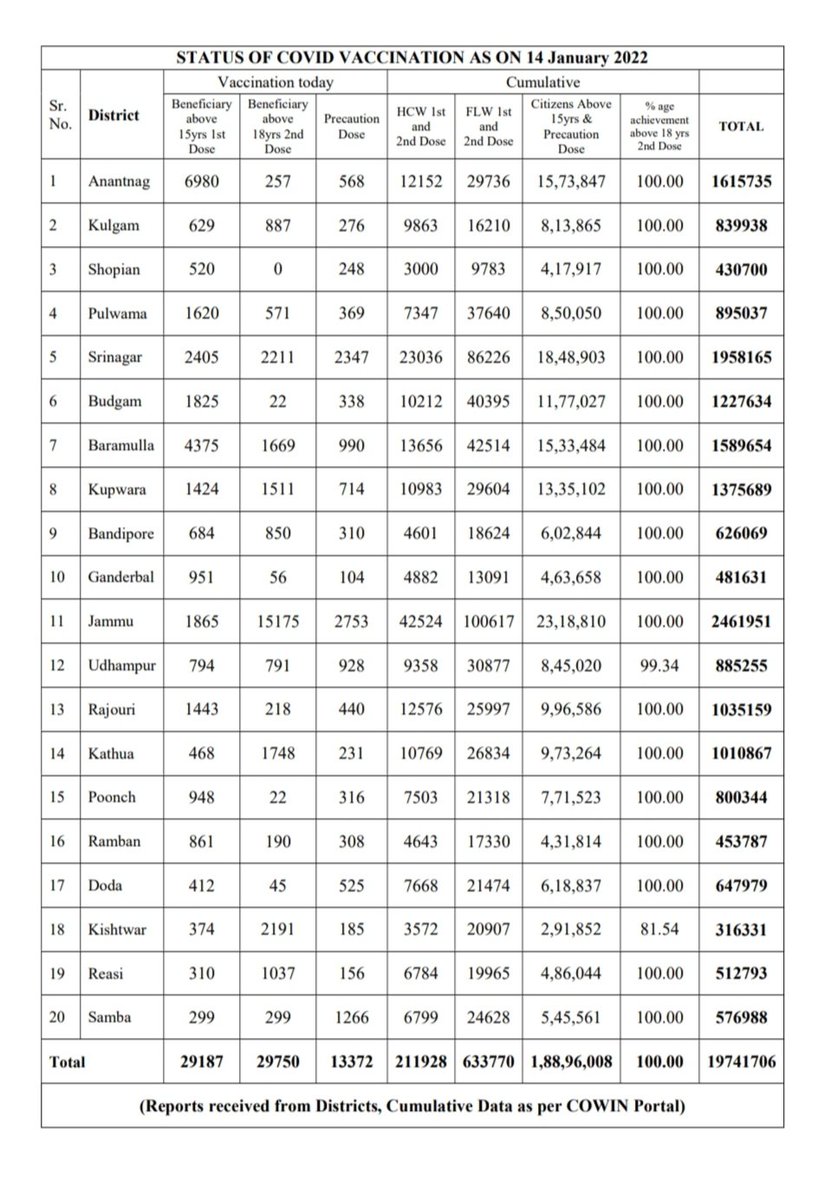 STATUS OF COVID VACCINATION AS ON 14 January 2022
Vaccination today Cumulative
Sr. No. District Beneficiary above 15yrs 1st Dose Beneficiary above 18yrs 2nd Dose Precaution Dose HCW 1st and 2nd Dose FLW 1st and 2nd Dose Citizens Above 15yrs & Precaution Dose % age achievement above 18 yrs 2nd Dose TOTAL
1 Anantnag 6980 257 568 12152 29736 15,73,847 100.00 1615735
2 Kulgam 629 887 276 9863 16210 8,13,865 100.00 839938
3 Shopian 520 0 248 3000 9783 4,17,917 100.00 430700
4 Pulwama 1620 571 369 7347 37640 8,50,050 100.00 895037
5 Srinagar 2405 2211 2347 23036 86226 18,48,903 100.00 1958165
6 Budgam 1825 22 338 10212 40395 11,77,027 100.00 1227634
7 Baramulla 4375 1669 990 13656 42514 15,33,484 100.00 1589654
8 Kupwara 1424 1511 714 10983 29604 13,35,102 100.00 1375689
9 Bandipore 684 850 310 4601 18624 6,02,844 100.00 626069
10 Ganderbal 951 56 104 4882 13091 4,63,658 100.00 481631
11 Jammu 1865 15175 2753 42524 100617 23,18,810 100.00 2461951
12 Udhampur 794 791 928 9358 30877 8,45,020 99.34 885255
13 Rajouri 1443 218 440 12576 25997 9,96,586 100.00 1035159
14 Kathua 468 1748 231 10769 26834 9,73,264 100.00 1010867
15 Poonch 948 22 316 7503 21318 7,71,523 100.00 800344
16 Ramban 861 190 308 4643 17330 4,31,814 100.00 453787
17 Doda 412 45 525 7668 21474 6,18,837 100.00 647979
18 Kishtwar 374 2191 185 3572 20907 2,91,852 81.54 316331
19 Reasi 310 1037 156 6784 19965 4,86,044 100.00 512793
20 Samba 299 299 1266 6799 24628 5,45,561 100.00 576988
Total 29187 29750 13372 211928 633770 1,88,96,008 100.00 19741706
(Reports received from Districts, Cumulative Data as per COWIN Portal)